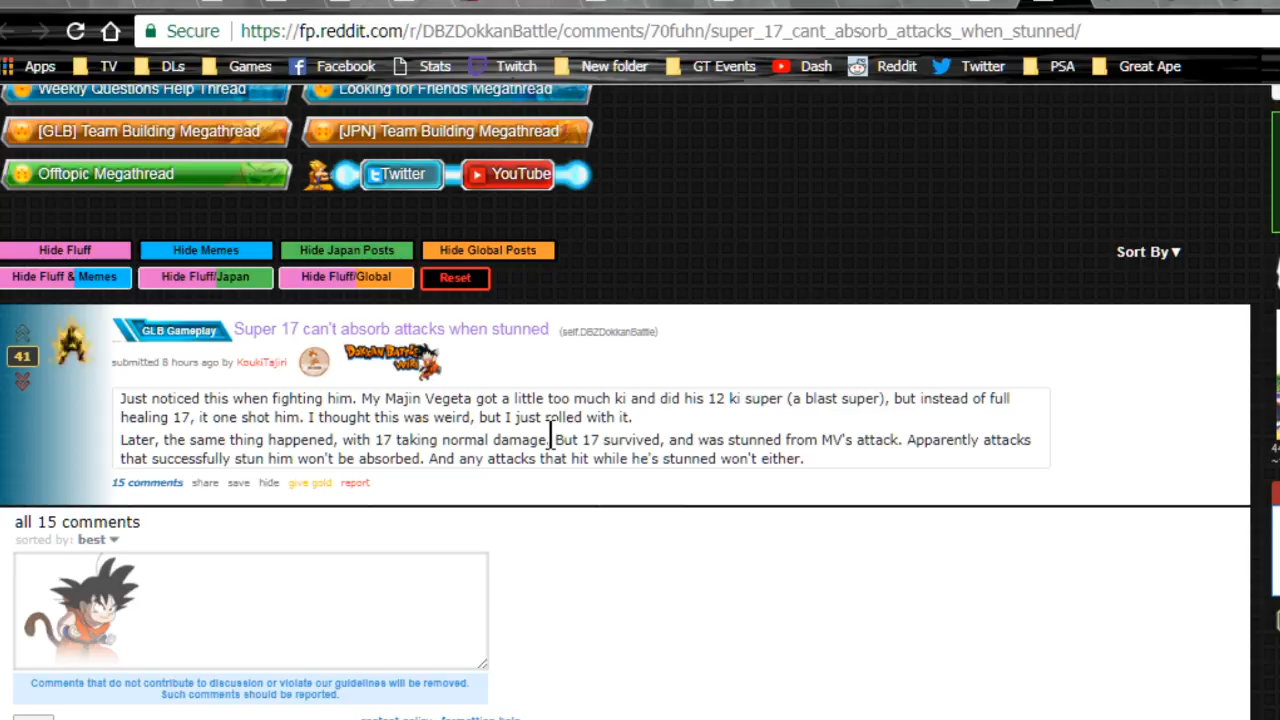 Secure https://fp.reddit.com/r/DBZDokkanBattle/comments/70fuhn/super_17_cant_absorb_attacks_when_stunned/
Apps TV DLs Games Facebook Stats Twitch New folder GT Events Dash Reddit Twitter PSA Great Ape
Weekly Questions Help Thread Looking for Friends Megathread
[GLB] Team Building Megathread [JPN] Team Building Megathread
Offtopic Megathread Twitter YouTube
Hide Fluff Hide Memes Hide Japan Posts Hide Global Posts Sort By▼
Hide Fluff & Memes Hide Fluff/Japan Hide Fluff/Global Reset
GLB Gameplay Super 17 can't absorb attacks when stunned (self.DBZDokkanBattle)
41
submitted 8 hours ago by KoukiTajiri DOKKAN BATTLE WIKI
Just noticed this when fighting him. My Majin Vegeta got a little too much ki and did his 12 ki super (a blast super), but instead of full
healing 17, it one shot him. I thought this was weird, but I just rolled with it.
Later, the same thing happened, with 17 taking normal damage. But 17 survived, and was stunned from MV's attack. Apparently attacks
that successfully stun him won't be absorbed. And any attacks that hit while he's stunned won't either.
15 comments share save hide give gold report
all 15 comments
sorted by: best ▼
Comments that do not contribute to discussion or violate our guidelines will be removed.
Such comments should be reported.
content policy formatting help